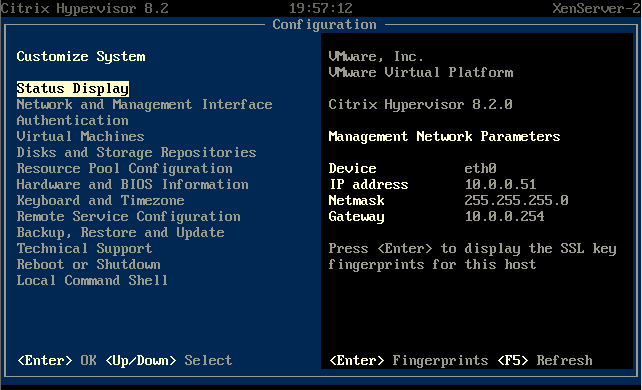 Citrix Hypervisor 8.2 19:57:12 XenServer-2
Configuration
Customize System
Status Display
Network and Management Interface
Authentication
Virtual Machines
Disks and Storage Repositories
Resource Pool Configuration
Hardware and BIOS Information
Keyboard and Timezone
Remote Service Configuration
Backup, Restore and Update
Technical Support
Reboot or Shutdown
Local Command Shell
<Enter> OK <Up/Down> Select
VMware, Inc.
VMware Virtual Platform
Citrix Hypervisor 8.2.0
Management Network Parameters
Device eth0
IP address 10.0.0.51
Netmask 255.255.255.0
Gateway 10.0.0.254
Press <Enter> to display the SSL key
fingerprints for this host
<Enter> Fingerprints <F5> Refresh